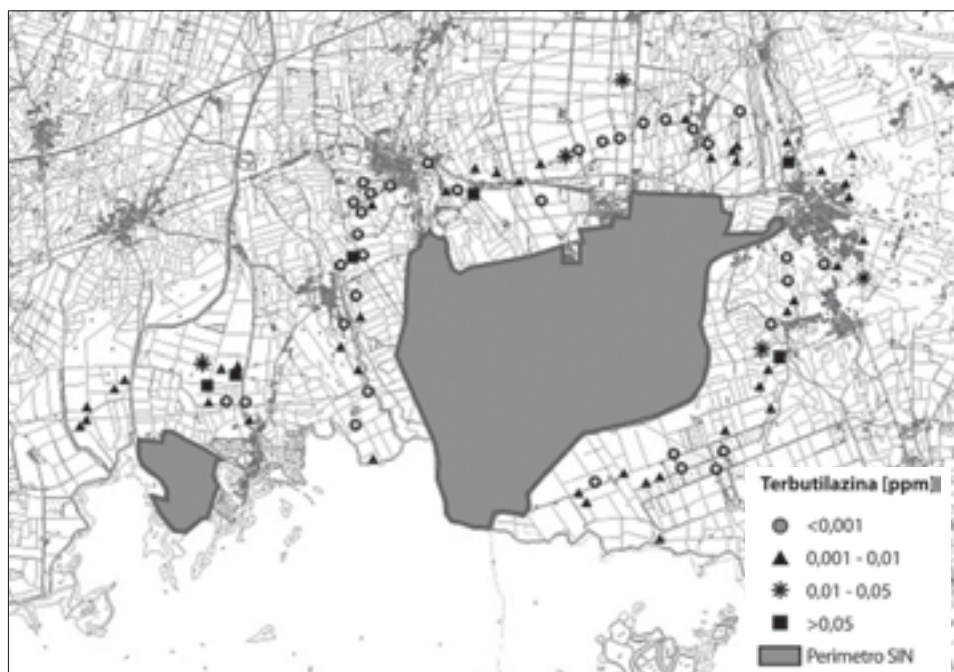 Terbutilazina [ppm]
<0,001
0,001 - 0,01
0,01 - 0,05
>0,05
Perimetro SIN